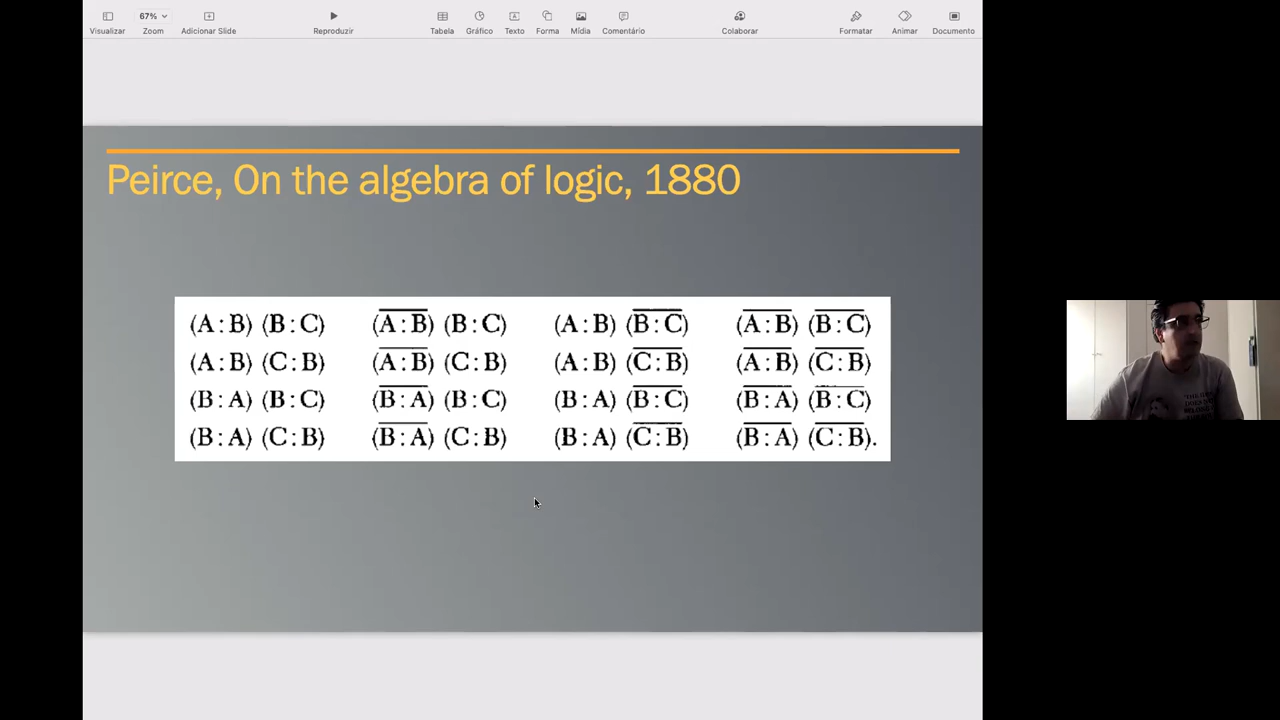 Visualizar 67% Zoom Adicionar Slide Reproduzir Tabela Gráfico Texto Forma Mídia Comentário Colaborar Formatar Animar Documento
Peirce, On the algebra of logic, 1880
(A : B) (B : C) (A̅ ̅:̅ ̅B̅) (B : C) (A : B) (B̅ ̅:̅ ̅C̅) (A̅ ̅:̅ ̅B̅) (B̅ ̅:̅ ̅C̅)
(A : B) (C : B) (A̅ ̅:̅ ̅B̅) (C : B) (A : B) (C̅ ̅:̅ ̅B̅) (A̅ ̅:̅ ̅B̅) (C̅ ̅:̅ ̅B̅)
(B : A) (B : C) (B̅ ̅:̅ ̅A̅) (B : C) (B : A) (B̅ ̅:̅ ̅C̅) (B̅ ̅:̅ ̅A̅) (B̅ ̅:̅ ̅C̅)
(B : A) (C : B) (B̅ ̅:̅ ̅A̅) (C : B) (B : A) (C̅ ̅:̅ ̅B̅) (B̅ ̅:̅ ̅A̅) (C̅ ̅:̅ ̅B̅).